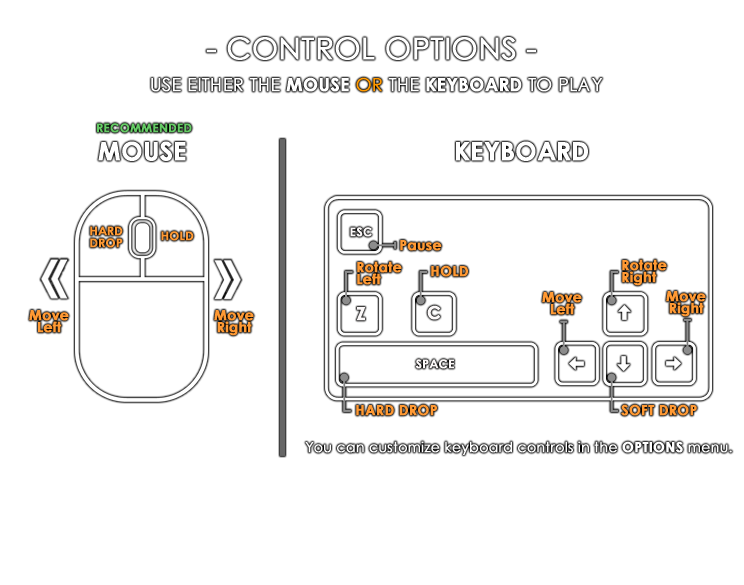 - CONTROL OPTIONS -
USE EITHER THE MOUSE OR THE KEYBOARD TO PLAY
RECOMMENDED
MOUSE
HARD
DROP
HOLD
Move
Left
Move
Right
KEYBOARD
ESC
Pause
Rotate
Left
HOLD
Rotate
Right
Z
C
Move
Left
Move
Right
SPACE
HARD DROP
SOFT DROP
You can customize keyboard controls in the OPTIONS menu.